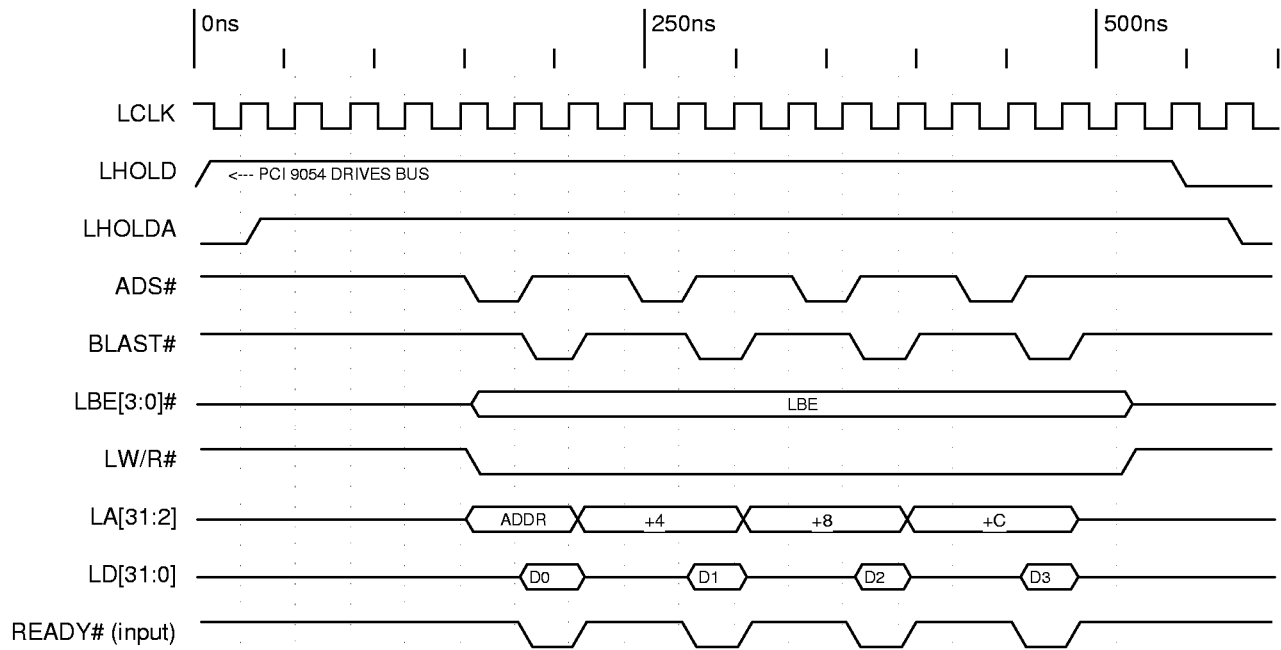 0ns 250ns 500ns
LCLK
LHOLD <--- PCI 9054 DRIVES BUS
LHOLDA
ADS#
BLAST#
LBE[3:0]# LBE
LW/R#
LA[31:2] ADDR +4 +8 +C
LD[31:0] D0 D1 D2 D3
READY# (input)